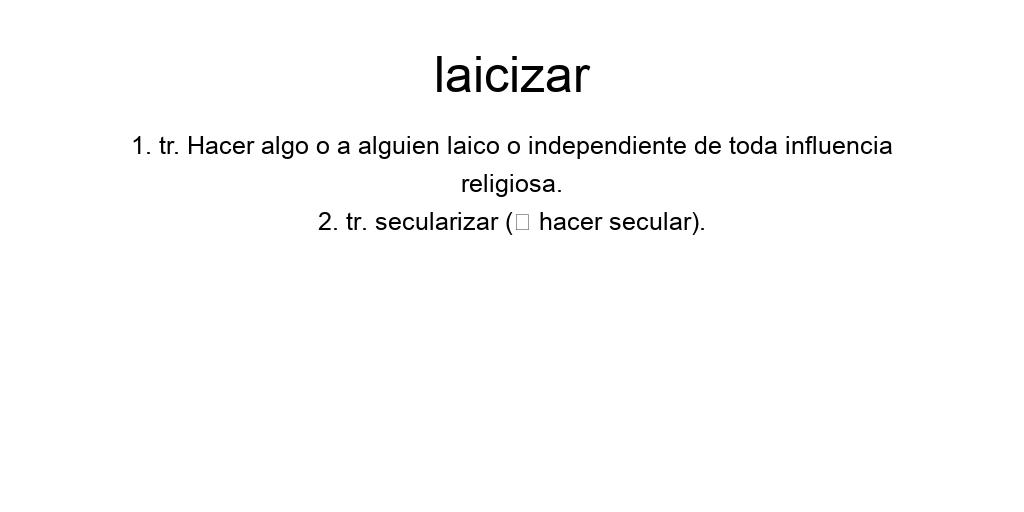 laicizar
1. tr. Hacer algo o a alguien laico o independiente de toda influencia
religiosa.
2. tr. secularizar (□ hacer secular).